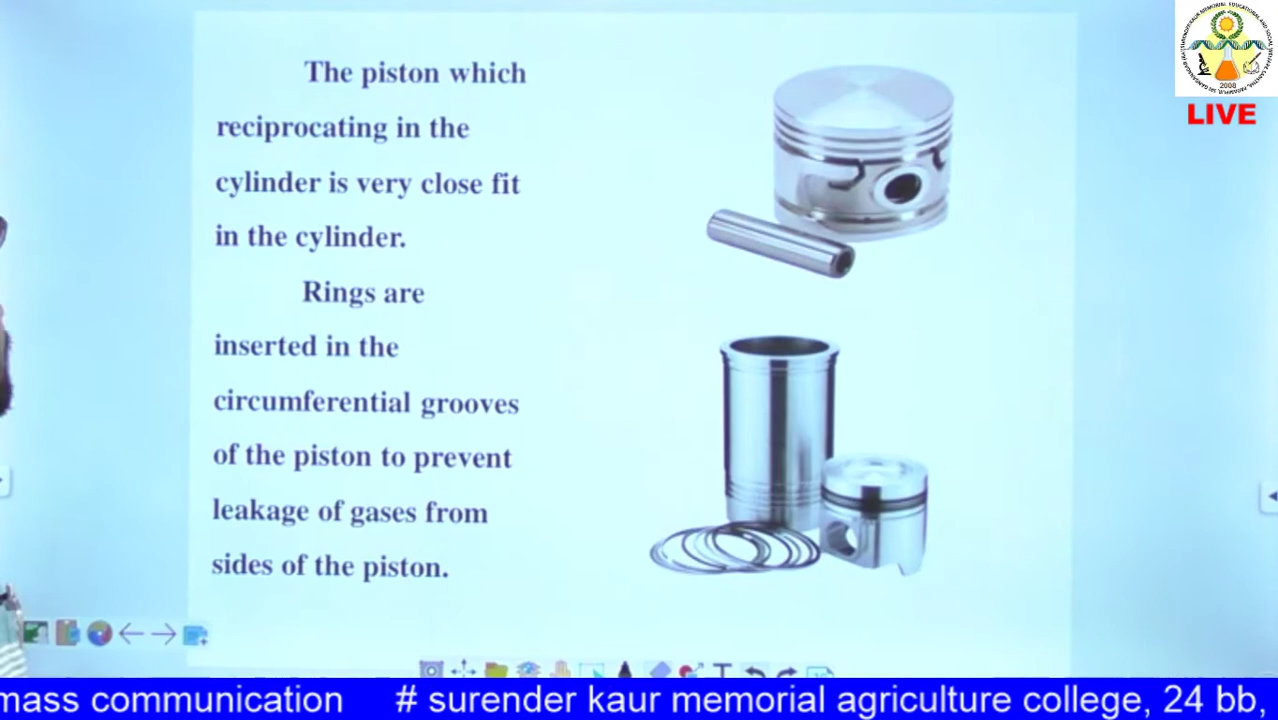 The piston which
reciprocating in the
cylinder is very close fit
in the cylinder.
Rings are
inserted in the
circumferential grooves
of the piston to prevent
leakage of gases from
sides of the piston.
2008
LIVE
mass communication # surender kaur memorial agriculture college, 24 bb,